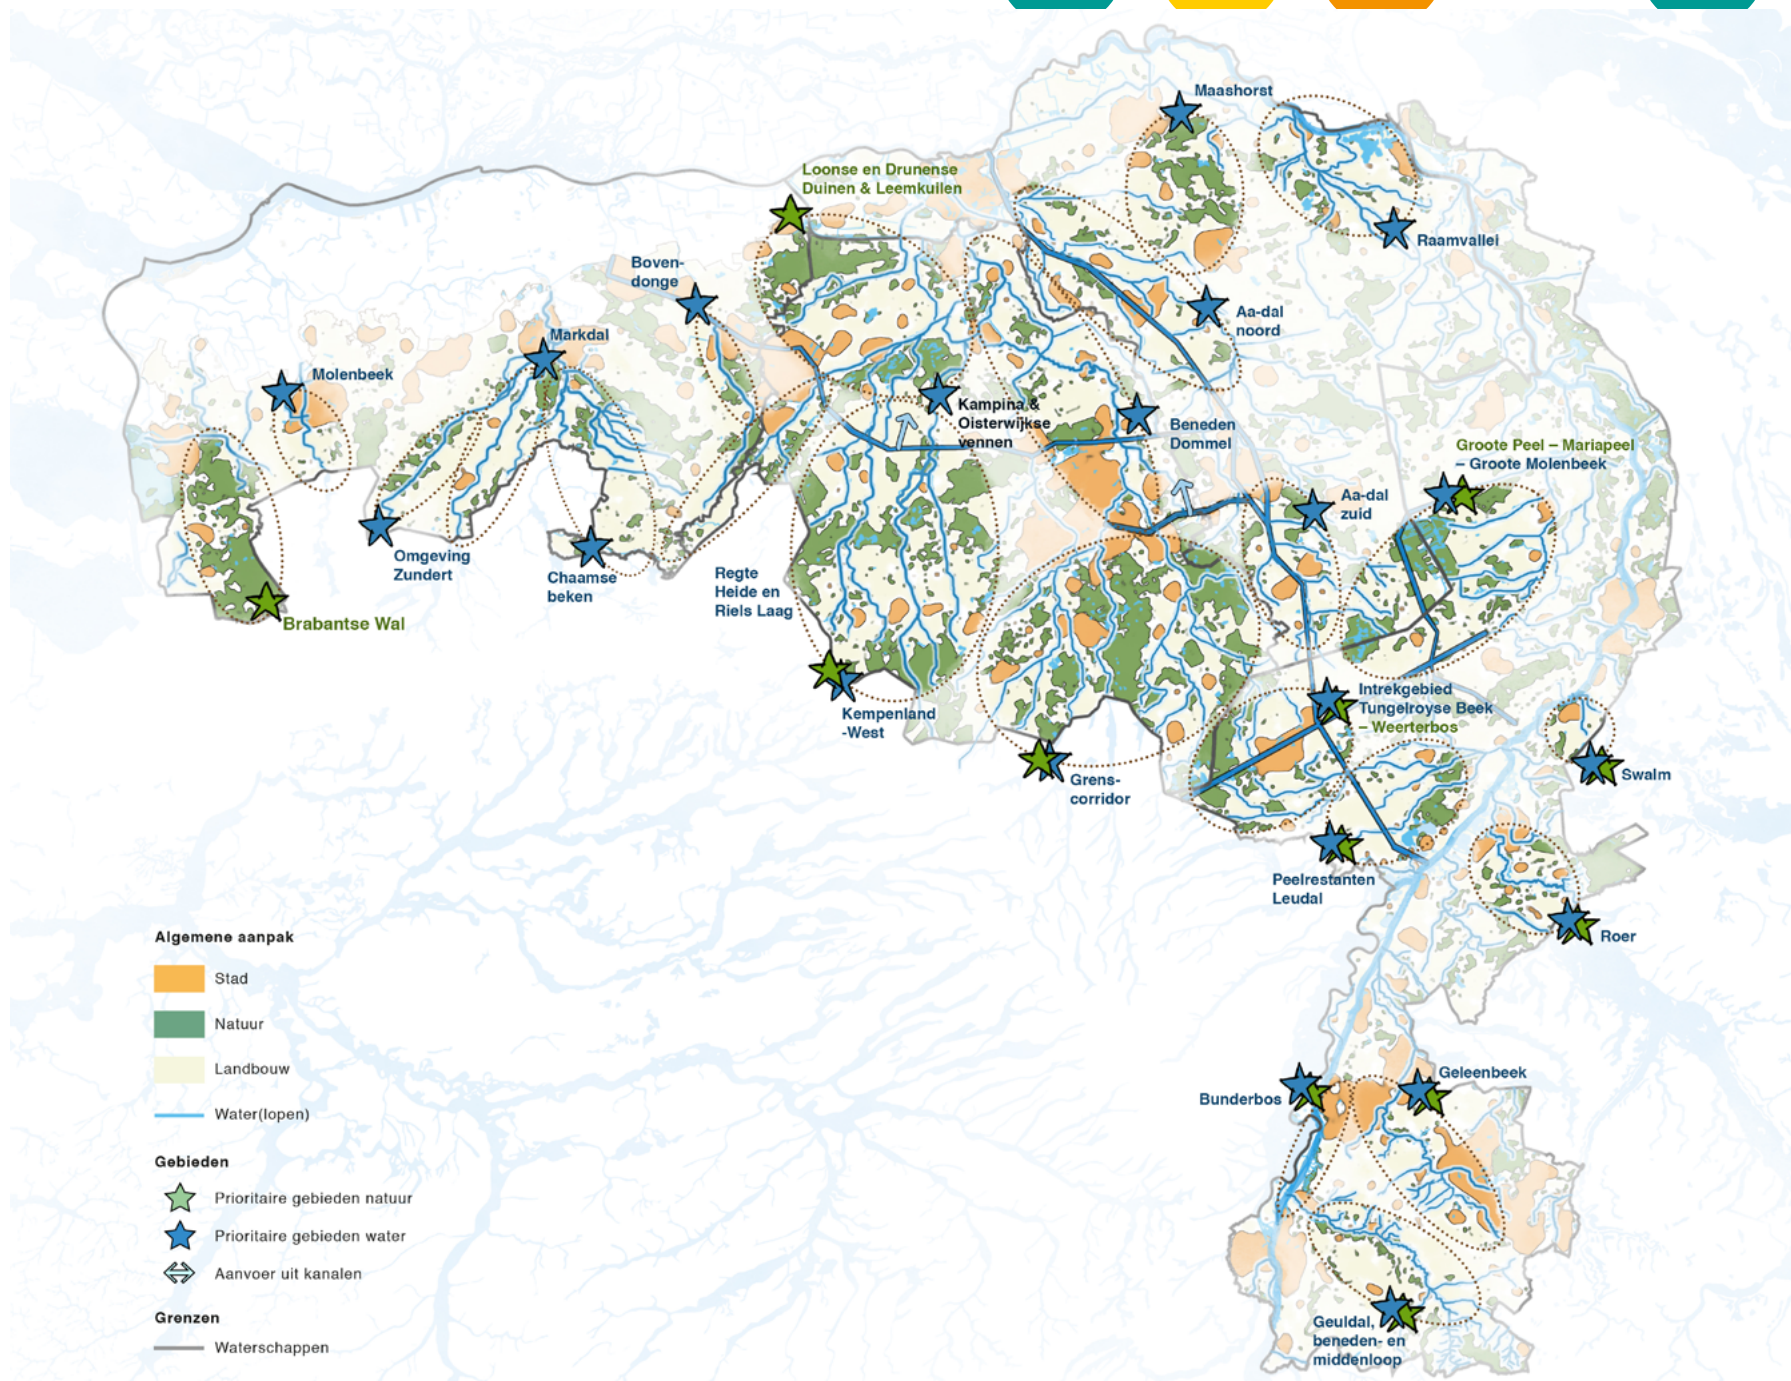 Maashorst
Loonse en Drunense
Duinen & Leemkuilen
Raamvallei
Boven-
donge
Aa-dal
noord
Markdal
Molenbeek
Kampina &
Oisterwijkse
vennen
Beneden
Dommel
Groote Peel – Mariapeel
– Groote Molenbeek
Aa-dal
zuid
Omgeving
Zundert
Chaamse
beken
Regte
Heide en
Riels Laag
Brabantse Wal
Kempenland
-West
Intrekgebied
Tungelroyse Beek
– Weerterbos
Grens-
corridor
Swalm
Peelrestanten
Leudal
Roer
Algemene aanpak
Stad
Natuur
Landbouw
Water(lopen)
Gebieden
Prioritaire gebieden natuur
Prioritaire gebieden water
Aanvoer uit kanalen
Grenzen
Waterschappen
Bunderbos
Geleenbeek
Geuldal,
beneden- en
middenloop